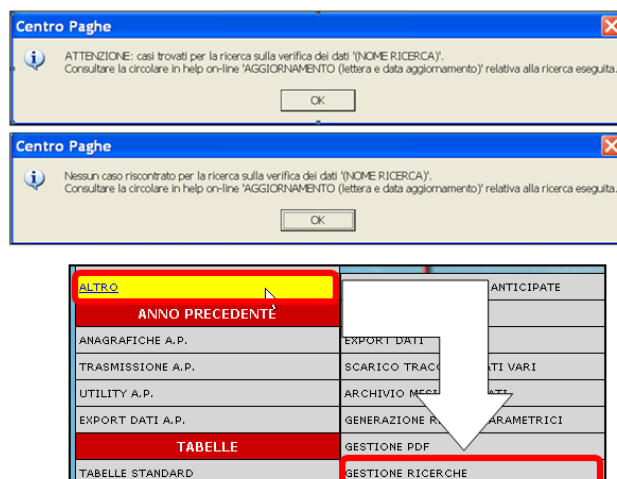 Centro Paghe
ATTENZIONE: casi trovati per la ricerca sulla verifica dei dati '(NOME RICERCA)'.
Consultare la circolare in help on-line 'AGGIORNAMENTO (lettera e data aggiornamento)' relativa alla ricerca eseguita.
OK
Centro Paghe
Nessun caso riscontrato per la ricerca sulla verifica dei dati '(NOME RICERCA)'.
Consultare la circolare in help on-line 'AGGIORNAMENTO (lettera e data aggiornamento)' relativa alla ricerca eseguita.
OK
ALTRO
ANTICIPATE
ANNO PRECEDENTE
ANAGRAFICHE A.P.
EXPORT DATI
TRASMISSIONE A.P.
SCARICO VARI
UTILITY A.P.
ARCHIVIO
EXPORT DATI A.P.
GENERAZIONE
TABELLE
GESTIONE PDF
TABELLE STANDARD
GESTIONE RICERCHE